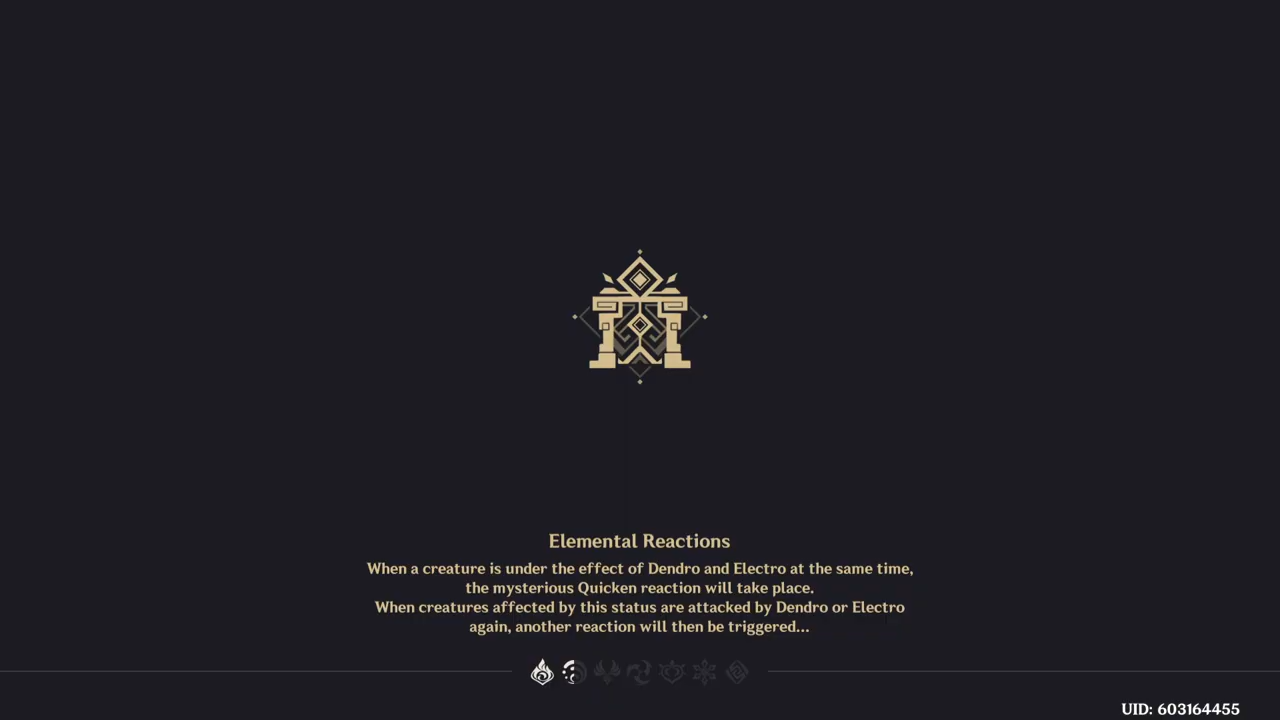 Elemental Reactions
When a creature is under the effect of Dendro and Electro at the same time,
the mysterious Quicken reaction will take place.
When creatures affected by this status are attacked by Dendro or Electro
again, another reaction will then be triggered...
UID: 603164455